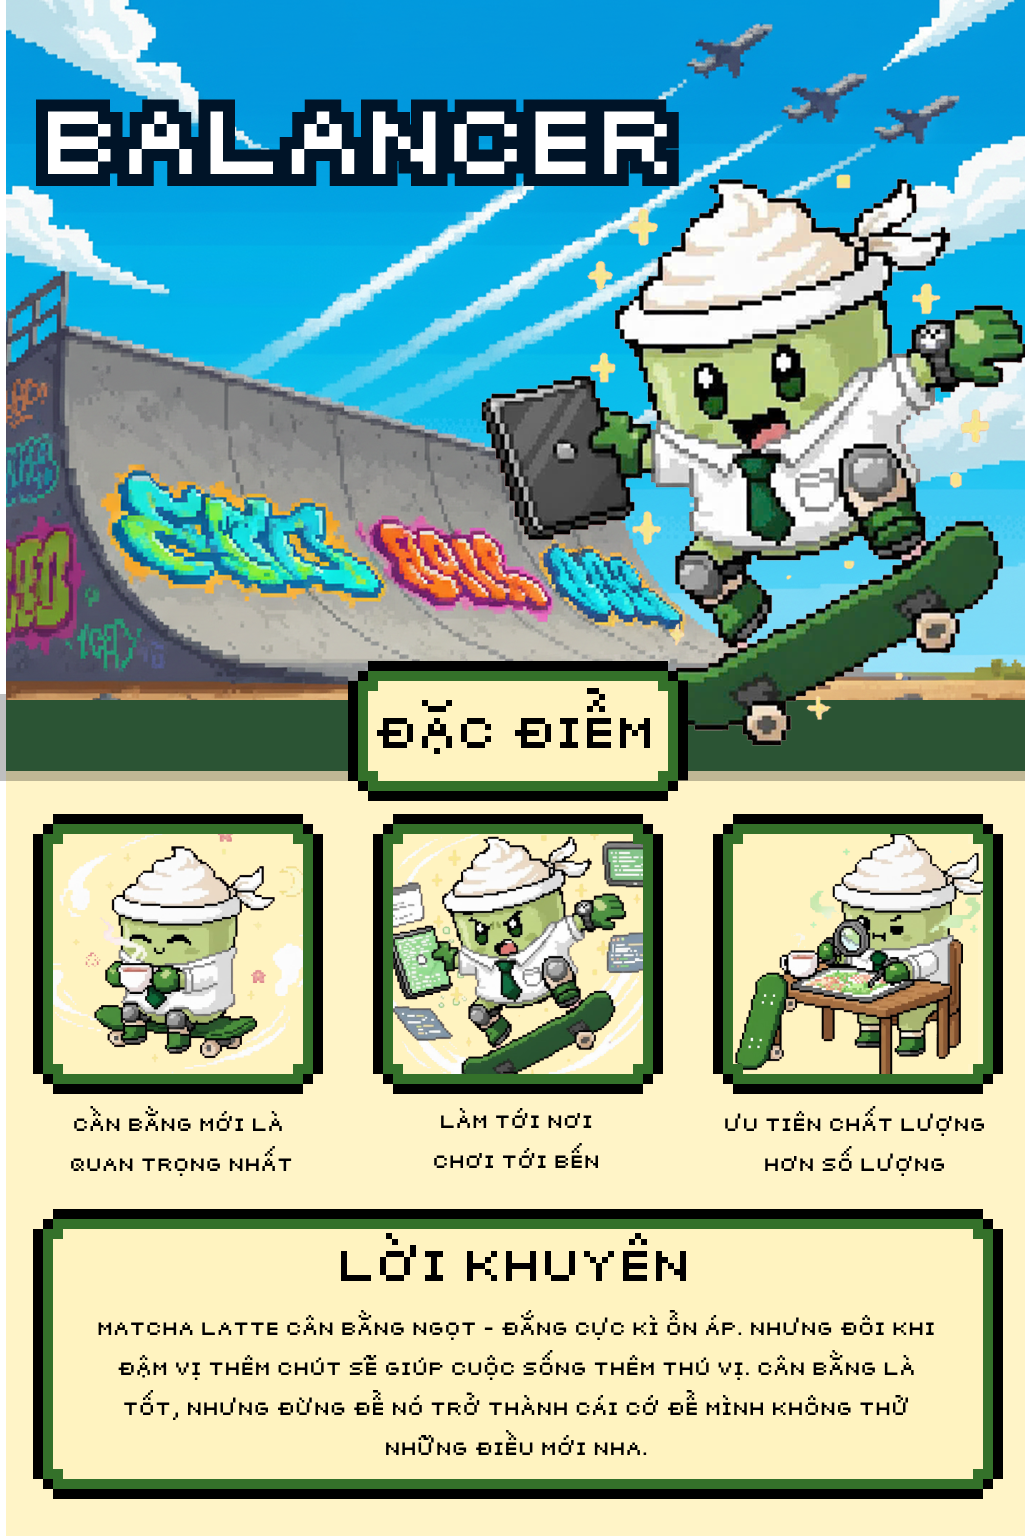 BALANCER
ĐẶC ĐIỂM
CÂN BẰNG MỚI LÀ
QUAN TRỌNG NHẤT
LÀM TỚI NƠI
CHƠI TỚI BẾN
ƯU TIÊN CHẤT LƯỢNG
HƠN SỐ LƯỢNG
LỜI KHUYÊN
MATCHA LATTE CÂN BẰNG NGỌT - ĐẮNG CỰC KÌ ỔN ÁP. NHƯNG ĐÔI KHI
ĐẬM VỊ THÊM CHÚT SẼ GIÚP CUỘC SỐNG THÊM THÚ VỊ. CÂN BẰNG LÀ
TỐT, NHƯNG ĐỪNG ĐỂ NÓ TRỞ THÀNH CÁI CỚ ĐỂ MÌNH KHÔNG THỬ
NHỮNG ĐIỀU MỚI NHA.